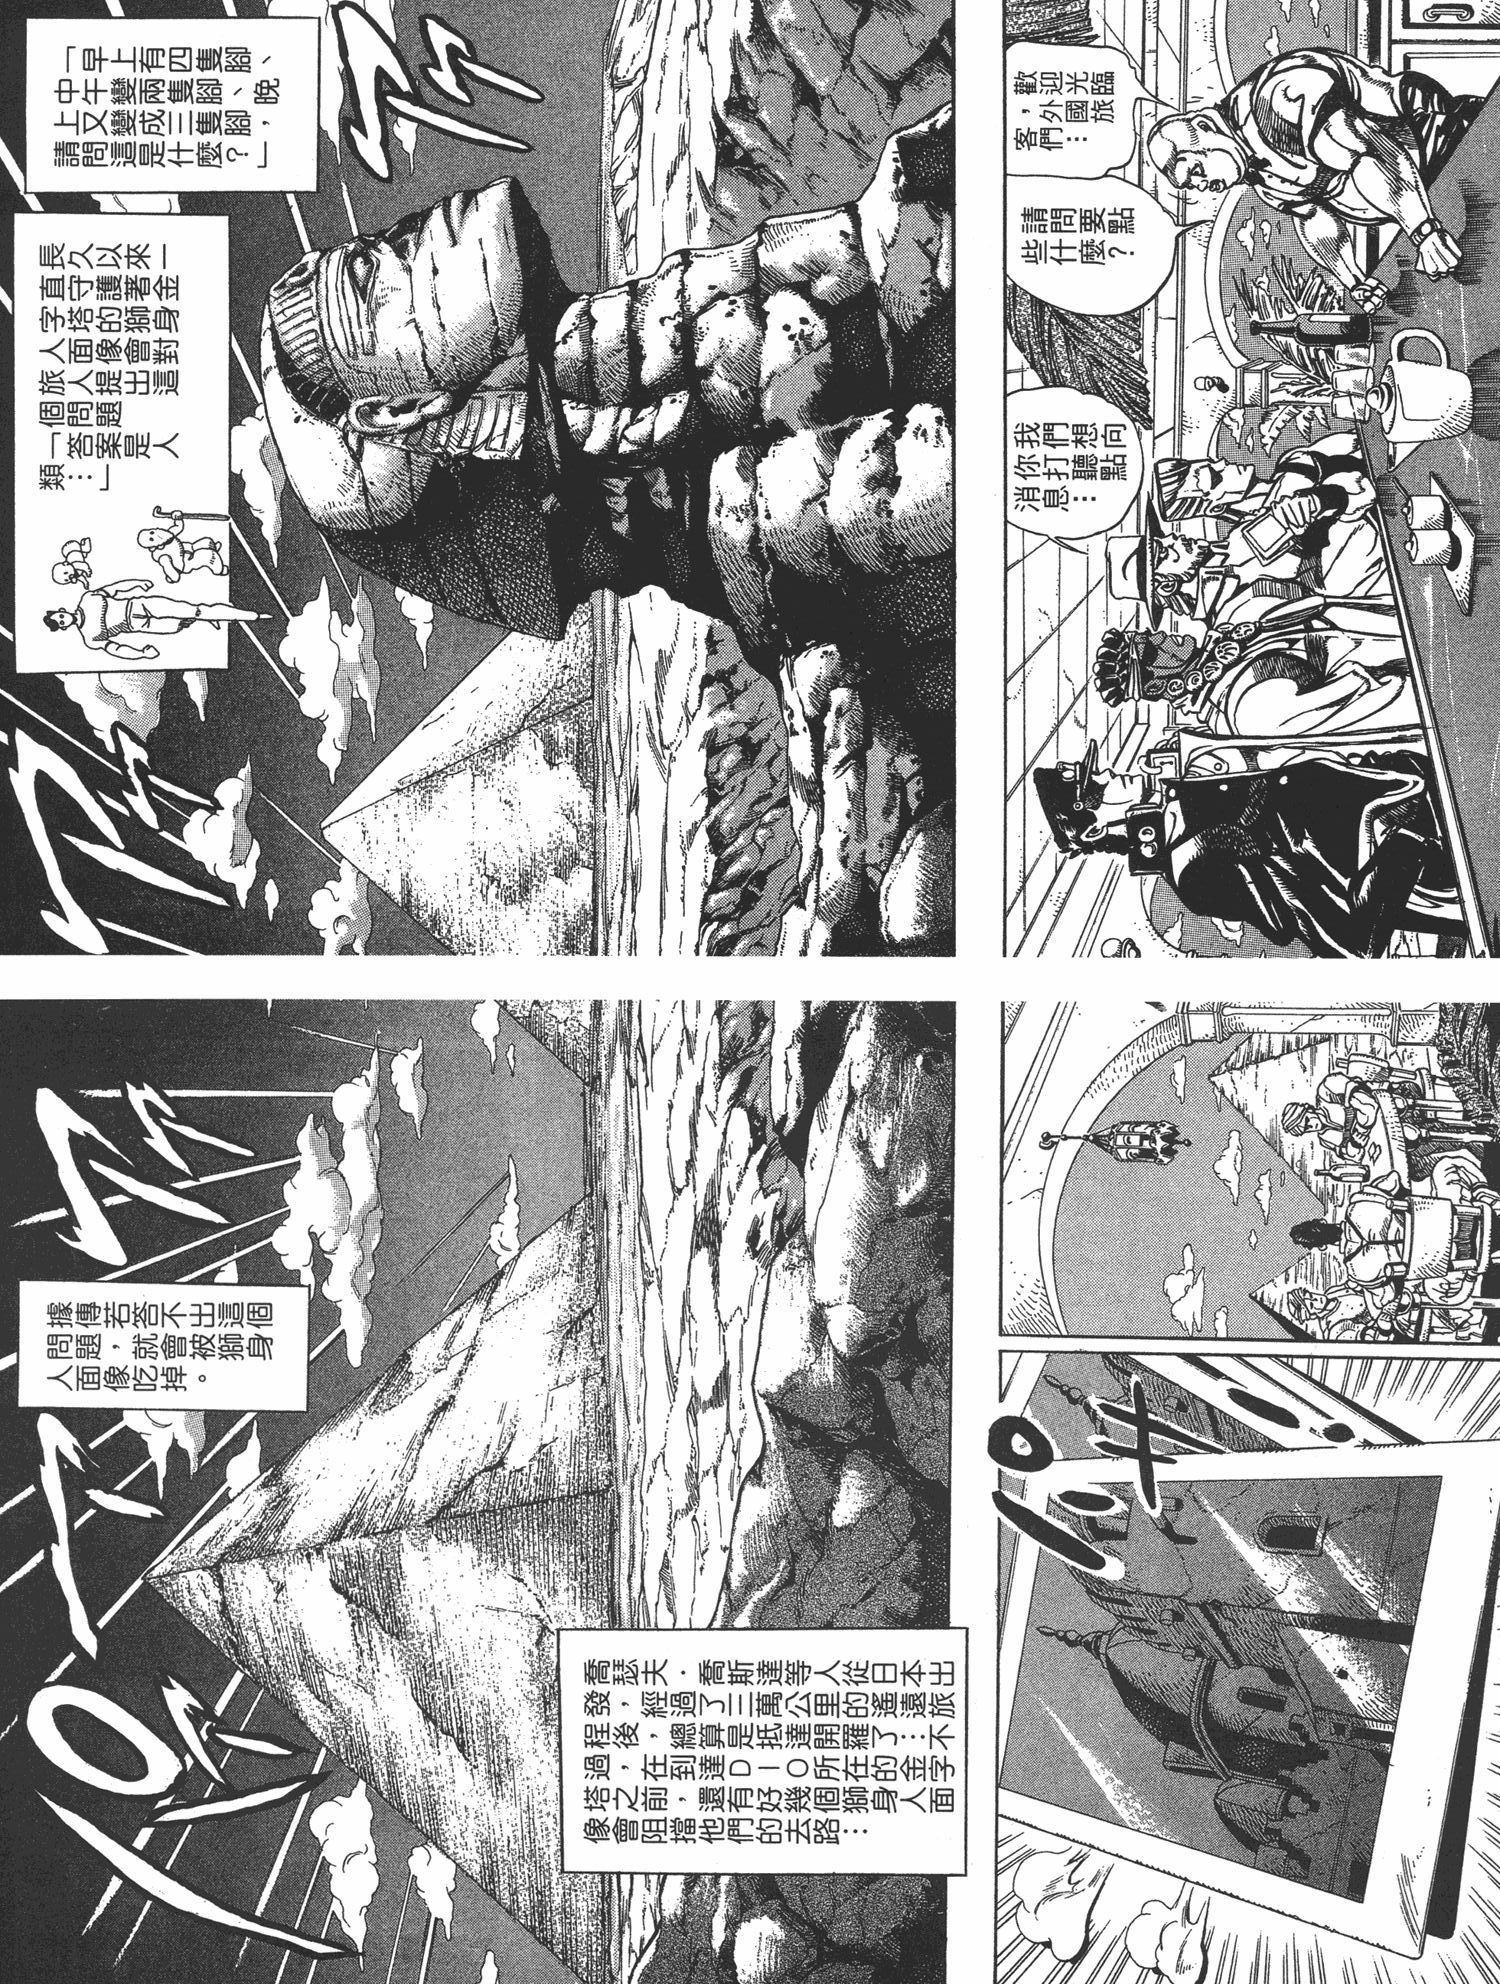 「早上有四隻腳、
中午變兩隻腳、晚
上又變成三隻腳，
請問這是什麼？」
長久以來一
直守護著金
字塔的獅身
人面像會對
旅人提出這
個問題
「答案是人
類…」
據傳若答不出這個
問題，就會被獅身
人面像吃掉。
喬瑟夫．喬斯達等人從日本出
發，經過了三萬公里的遙遠旅
程後，總算是抵達開羅了…不
過，在到達DIO所在的金字
塔之前，還有好幾個獅身人面
像會阻擋他們的去路…
歡迎光臨
，外國旅
客們…
請問要點
些什麼？
我們想向
你打聽點
消息…